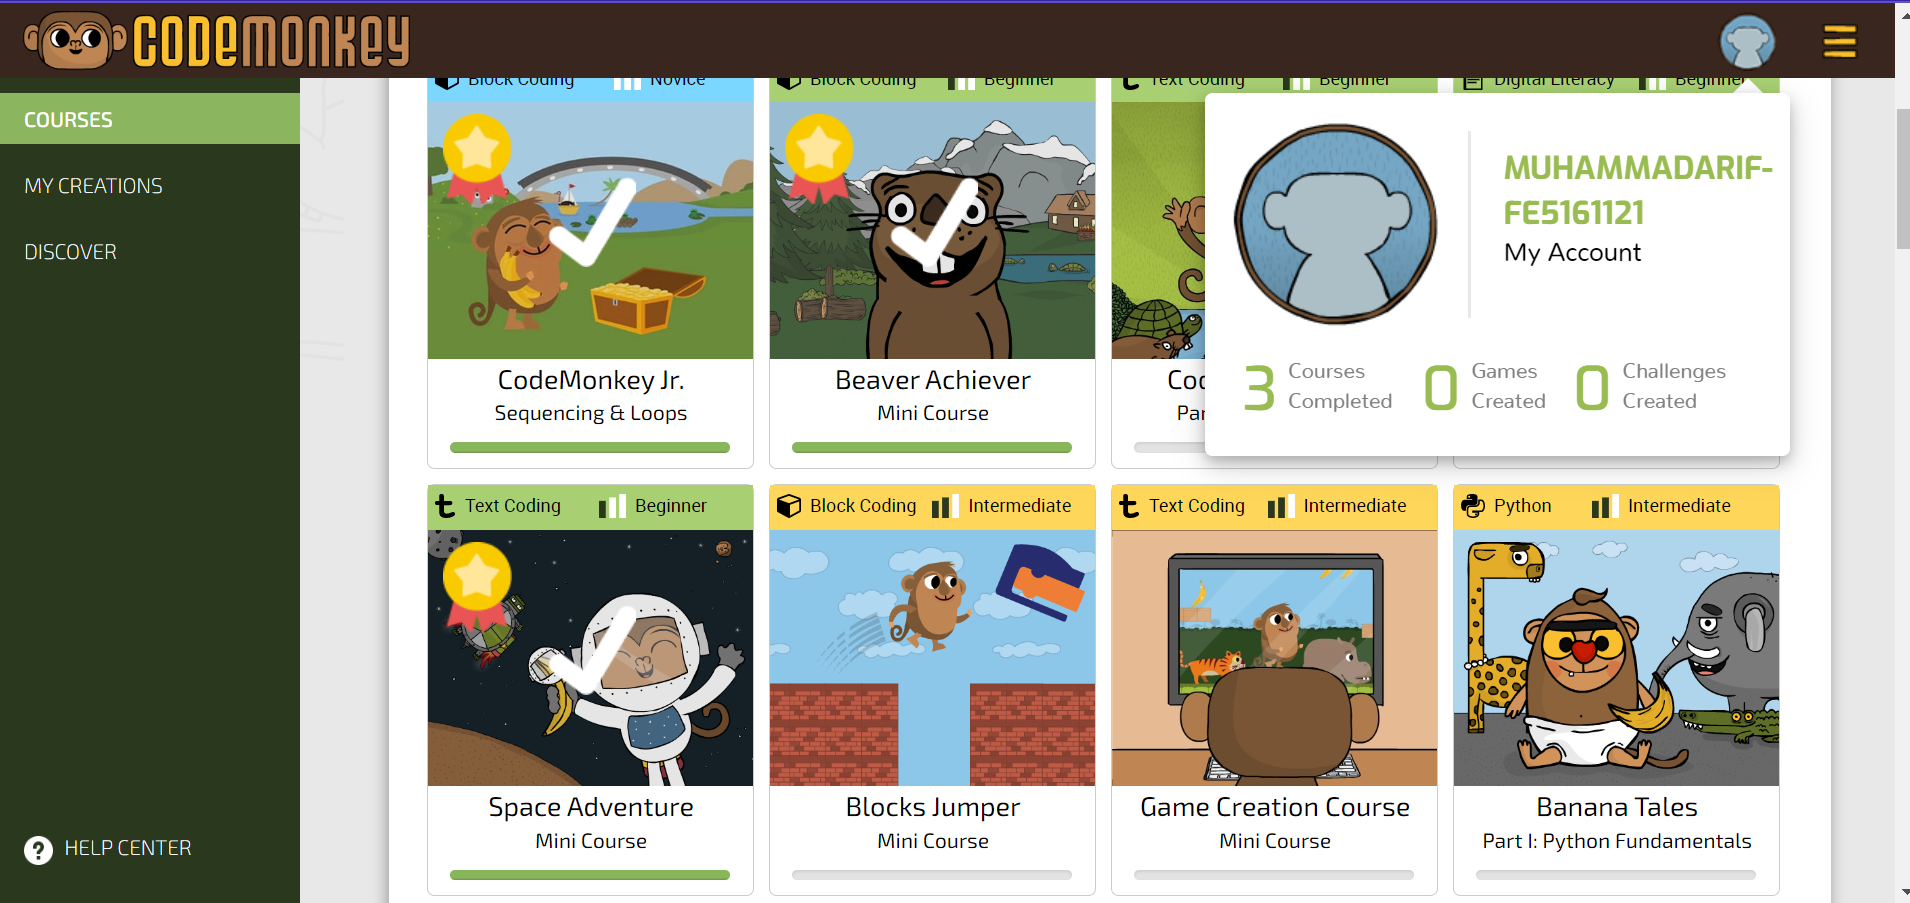 CODEMONKEY
COURSES
MY CREATIONS
DISCOVER
HELP CENTER
Block Coding Novice
Block Coding Beginner
Text Coding Beginner
Digital Literacy Beginner
MUHAMMADARIF-
FE5161121
My Account
3 Courses Completed
0 Games Created
0 Challenges Created
CodeMonkey Jr.
Sequencing & Loops
Beaver Achiever
Mini Course
Text Coding Beginner
Space Adventure
Mini Course
Block Coding Intermediate
Blocks Jumper
Mini Course
Text Coding Intermediate
Game Creation Course
Mini Course
Python Intermediate
Banana Tales
Part I: Python Fundamentals